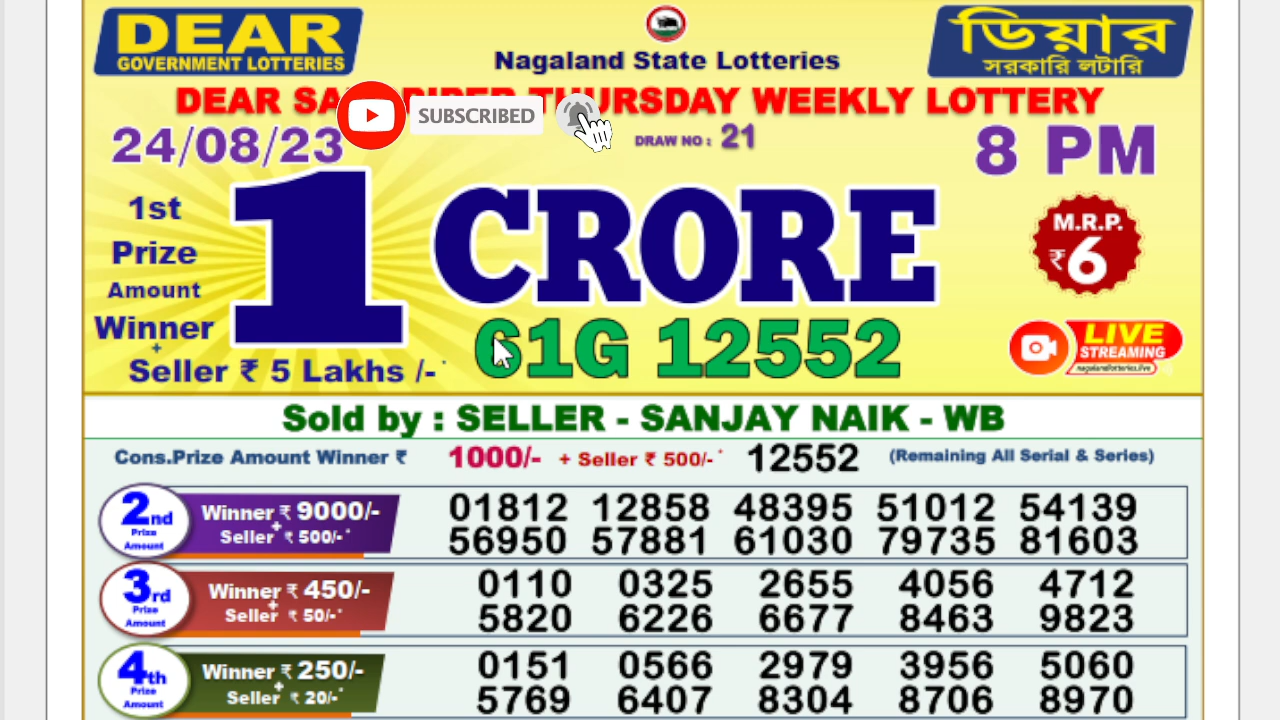 DEAR
GOVERNMENT LOTTERIES
Nagaland State Lotteries
ডিয়ার
সরকারি লটারি
DEAR THURSDAY WEEKLY LOTTERY
SUBSCRIBED
24/08/23
DRAW NO : 21
8 PM
1st
Prize
Amount
Winner
+
Seller ₹ 5 Lakhs /-*
1 CRORE
61G 12552
M.R.P.
₹6
LIVE
STREAMING
nagalandlotteries.live
Sold by : SELLER - SANJAY NAIK - WB
Cons.Prize Amount Winner ₹ 1000/- + Seller ₹ 500/-* 12552 (Remaining All Serial & Series)
2nd
Prize
Amount
Winner ₹ 9000/-
+
Seller ₹ 500/-*
01812 12858 48395 51012 54139
56950 57881 61030 79735 81603
3rd
Prize
Amount
Winner ₹ 450/-
+
Seller ₹ 50/-*
0110 0325 2655 4056 4712
5820 6226 6677 8463 9823
4th
Prize
Amount
Winner ₹ 250/-
+
Seller ₹ 20/-*
0151 0566 2979 3956 5060
5769 6407 8304 8706 8970